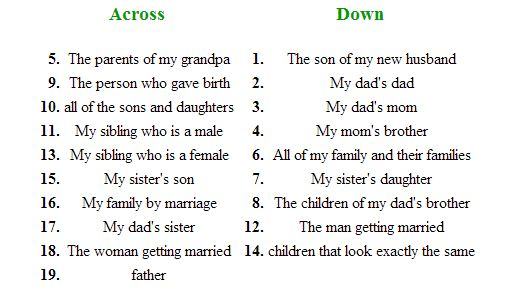 Across Down
5. The parents of my grandpa 1. The son of my new husband
9. The person who gave birth 2. My dad's dad
10. all of the sons and daughters 3. My dad's mom
11. My sibling who is a male 4. My mom's brother
13. My sibling who is a female 6. All of my family and their families
15. My sister's son 7. My sister's daughter
16. My family by marriage 8. The children of my dad's brother
17. My dad's sister 12. The man getting married
18. The woman getting married 14. children that look exactly the same
19. father